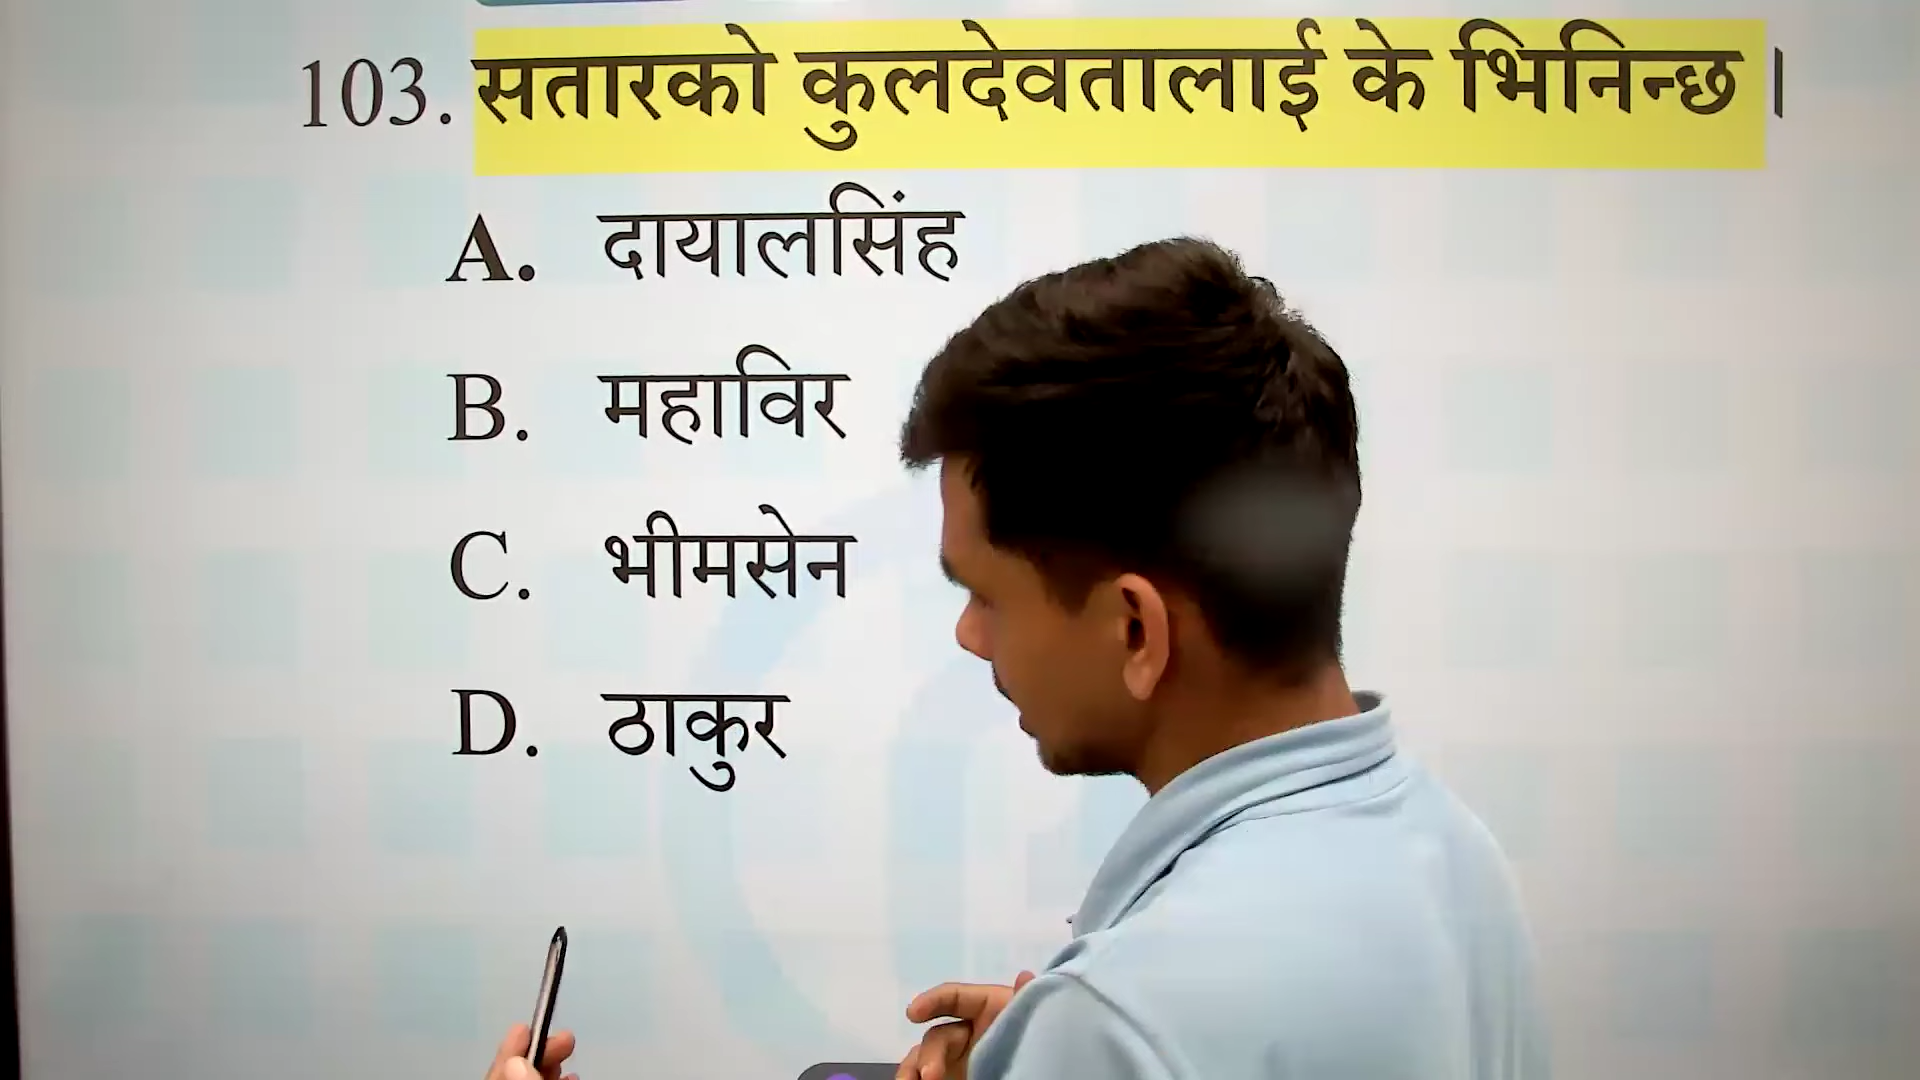 103. सतारको कुलदेवतालाई के भिनिन्छ ।
A. दायालसिंह
B. महाविर
C. भीमसेन
D. ठाकुर